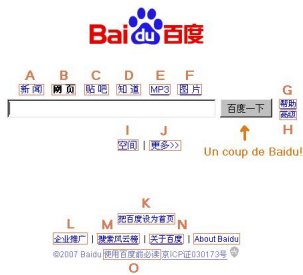 Bai du 百度
A B C D E F
新闻 网页 贴吧 知道 MP3 图片
百度一下
G
帮助
高级
H
I J
空间 | 更多>>
Un coup de Baidu!
K
把百度设为首页
L M N
企业推广 | 搜索风云榜 | 关于百度 | About Baidu
©2007 Baidu 使用百度前必读 京ICP证030173号
O